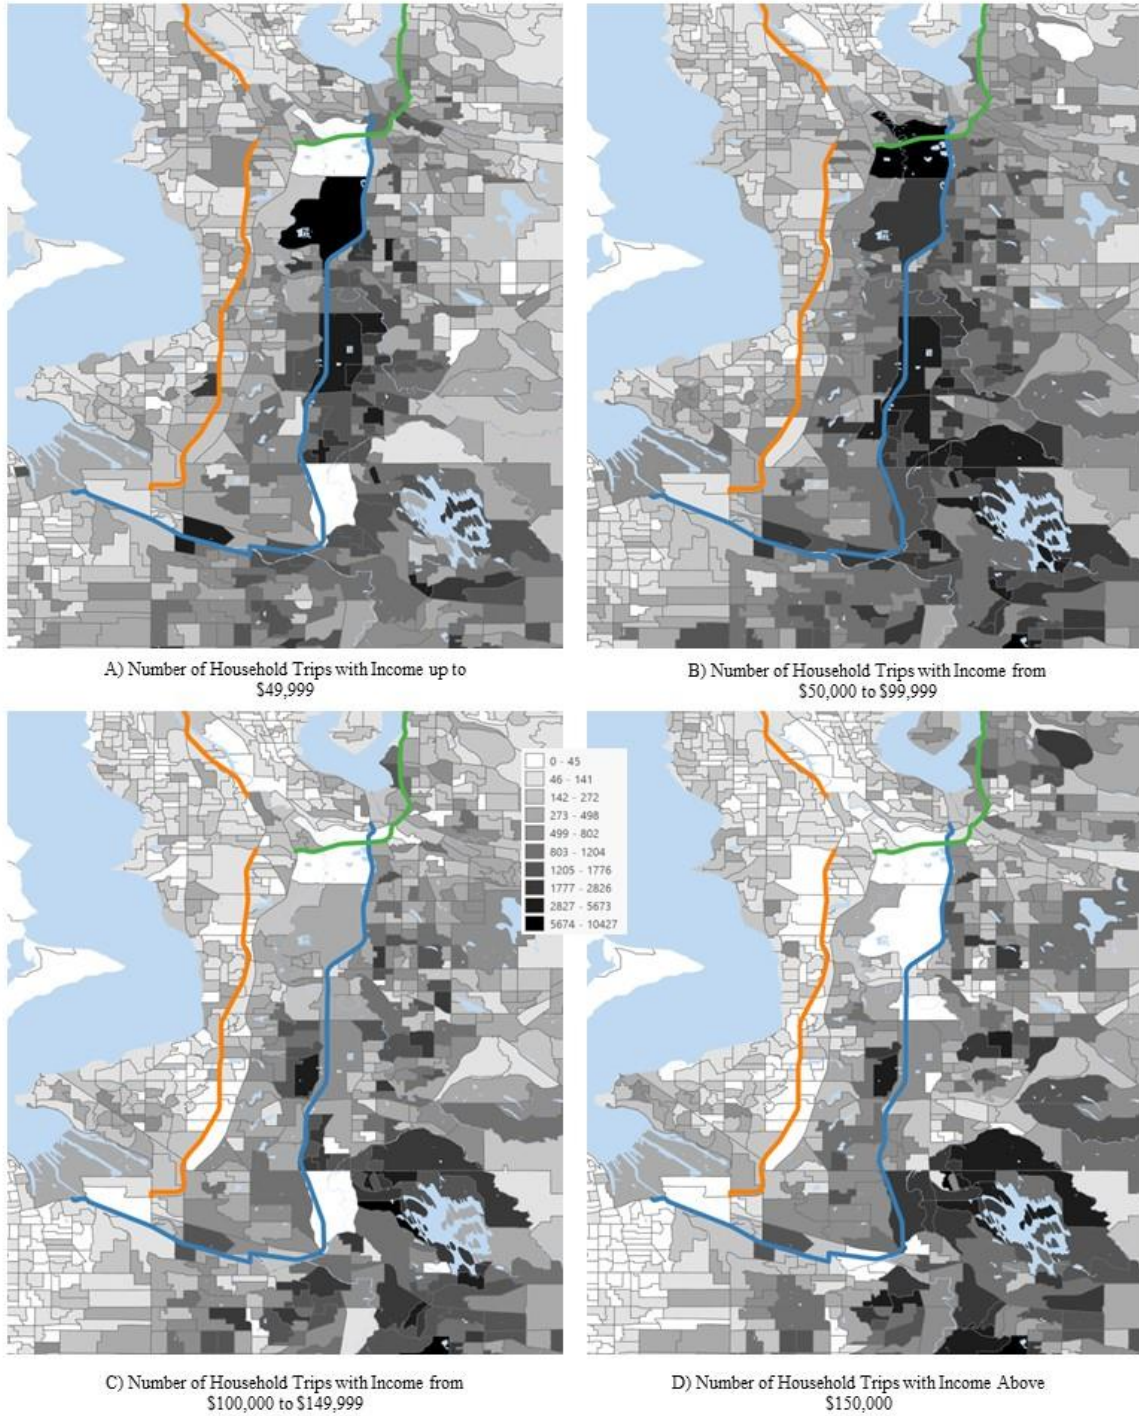 A) Number of Household Trips with Income up to
$49,999
B) Number of Household Trips with Income from
$50,000 to $99,999
0 - 45
46 - 141
142 - 272
273 - 498
499 - 802
803 - 1204
1205 - 1776
1777 - 2826
2827 - 5673
5674 - 10427
C) Number of Household Trips with Income from
$100,000 to $149,999
D) Number of Household Trips with Income Above
$150,000